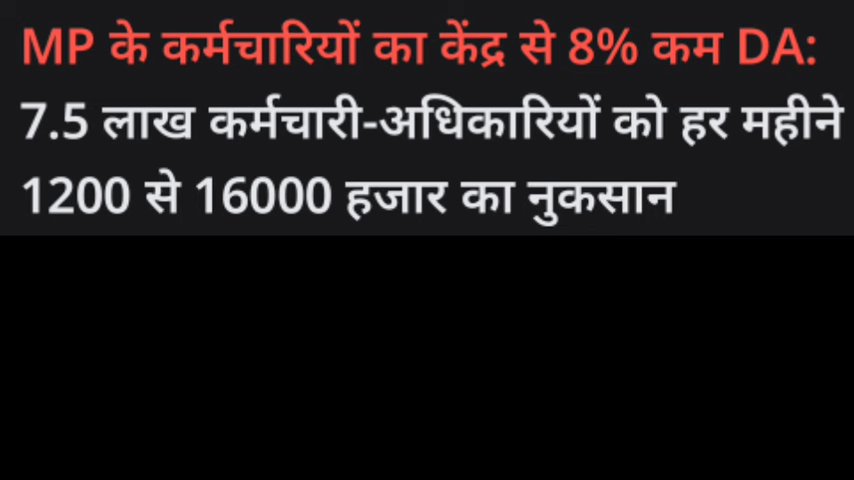 MP के कर्मचारियों का केंद्र से 8% कम DA:
7.5 लाख कर्मचारी-अधिकारियों को हर महीने
1200 से 16000 हजार का नुकसान